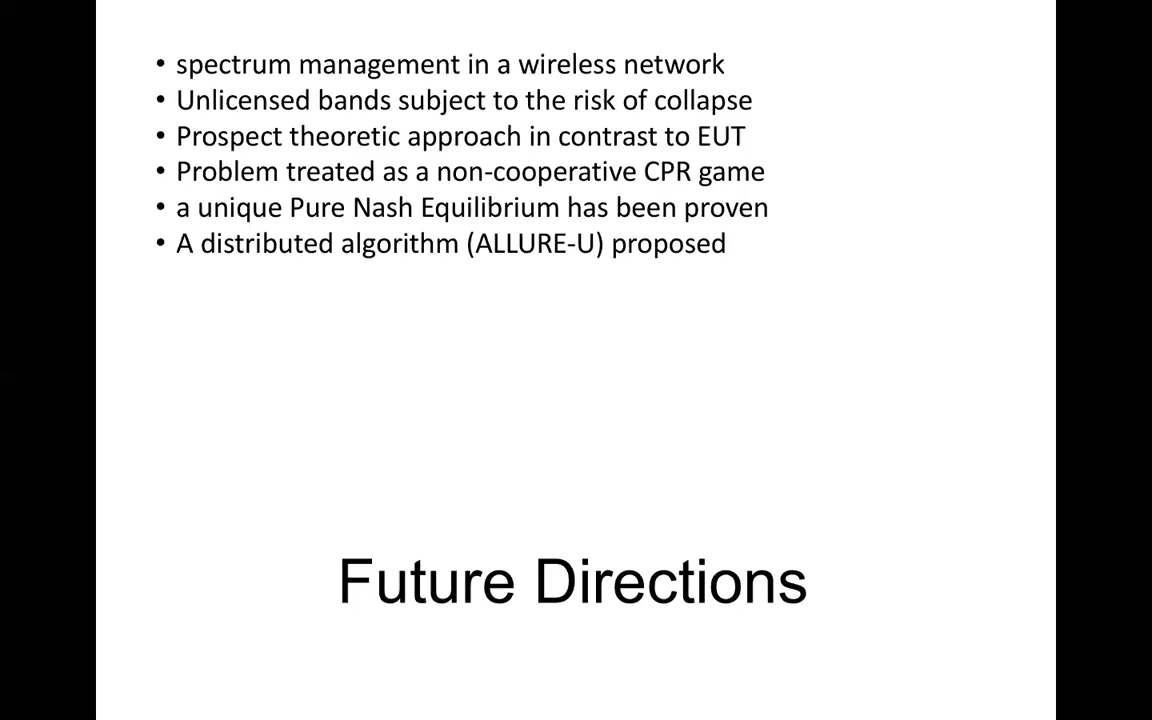 • spectrum management in a wireless network
• Unlicensed bands subject to the risk of collapse
• Prospect theoretic approach in contrast to EUT
• Problem treated as a non-cooperative CPR game
• a unique Pure Nash Equilibrium has been proven
• A distributed algorithm (ALLURE-U) proposed
Future Directions